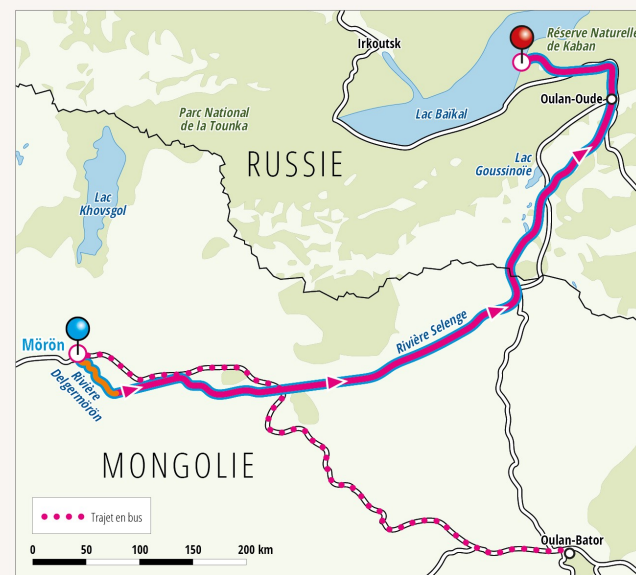 Réserve Naturelle
de Kaban
Irkoutsk
Oulan-Oude
Lac Baïkal
Parc National
de la Tounka
RUSSIE
Lac
Goussinoïe
Lac
Khovsgol
Rivière Selenge
Mörön
Rivière
Delgermörön
MONGOLIE
Trajet en bus
Oulan-Bator
0 50 100 150 200 km